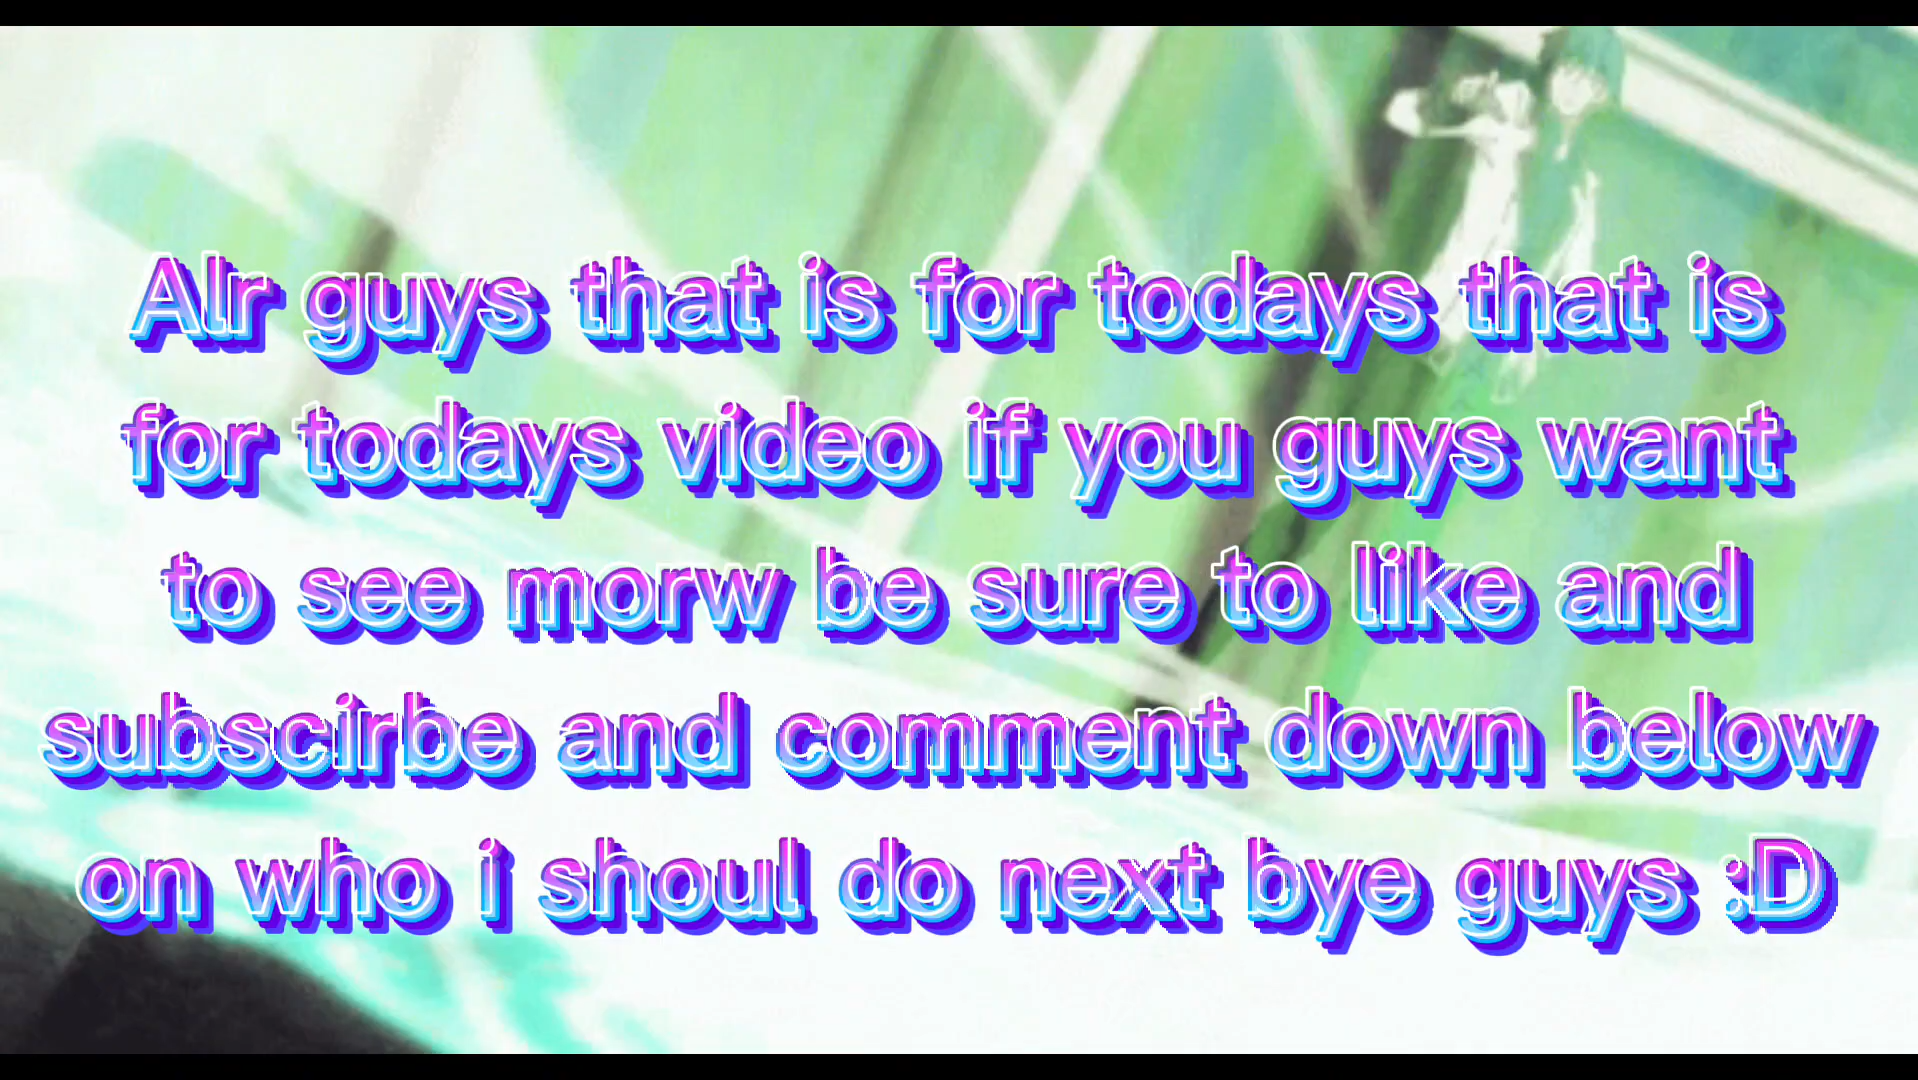 Alr guys that is for todays that is
for todays video if you guys want
to see morw be sure to like and
subscirbe and comment down below
on who i shoul do next bye guys :D